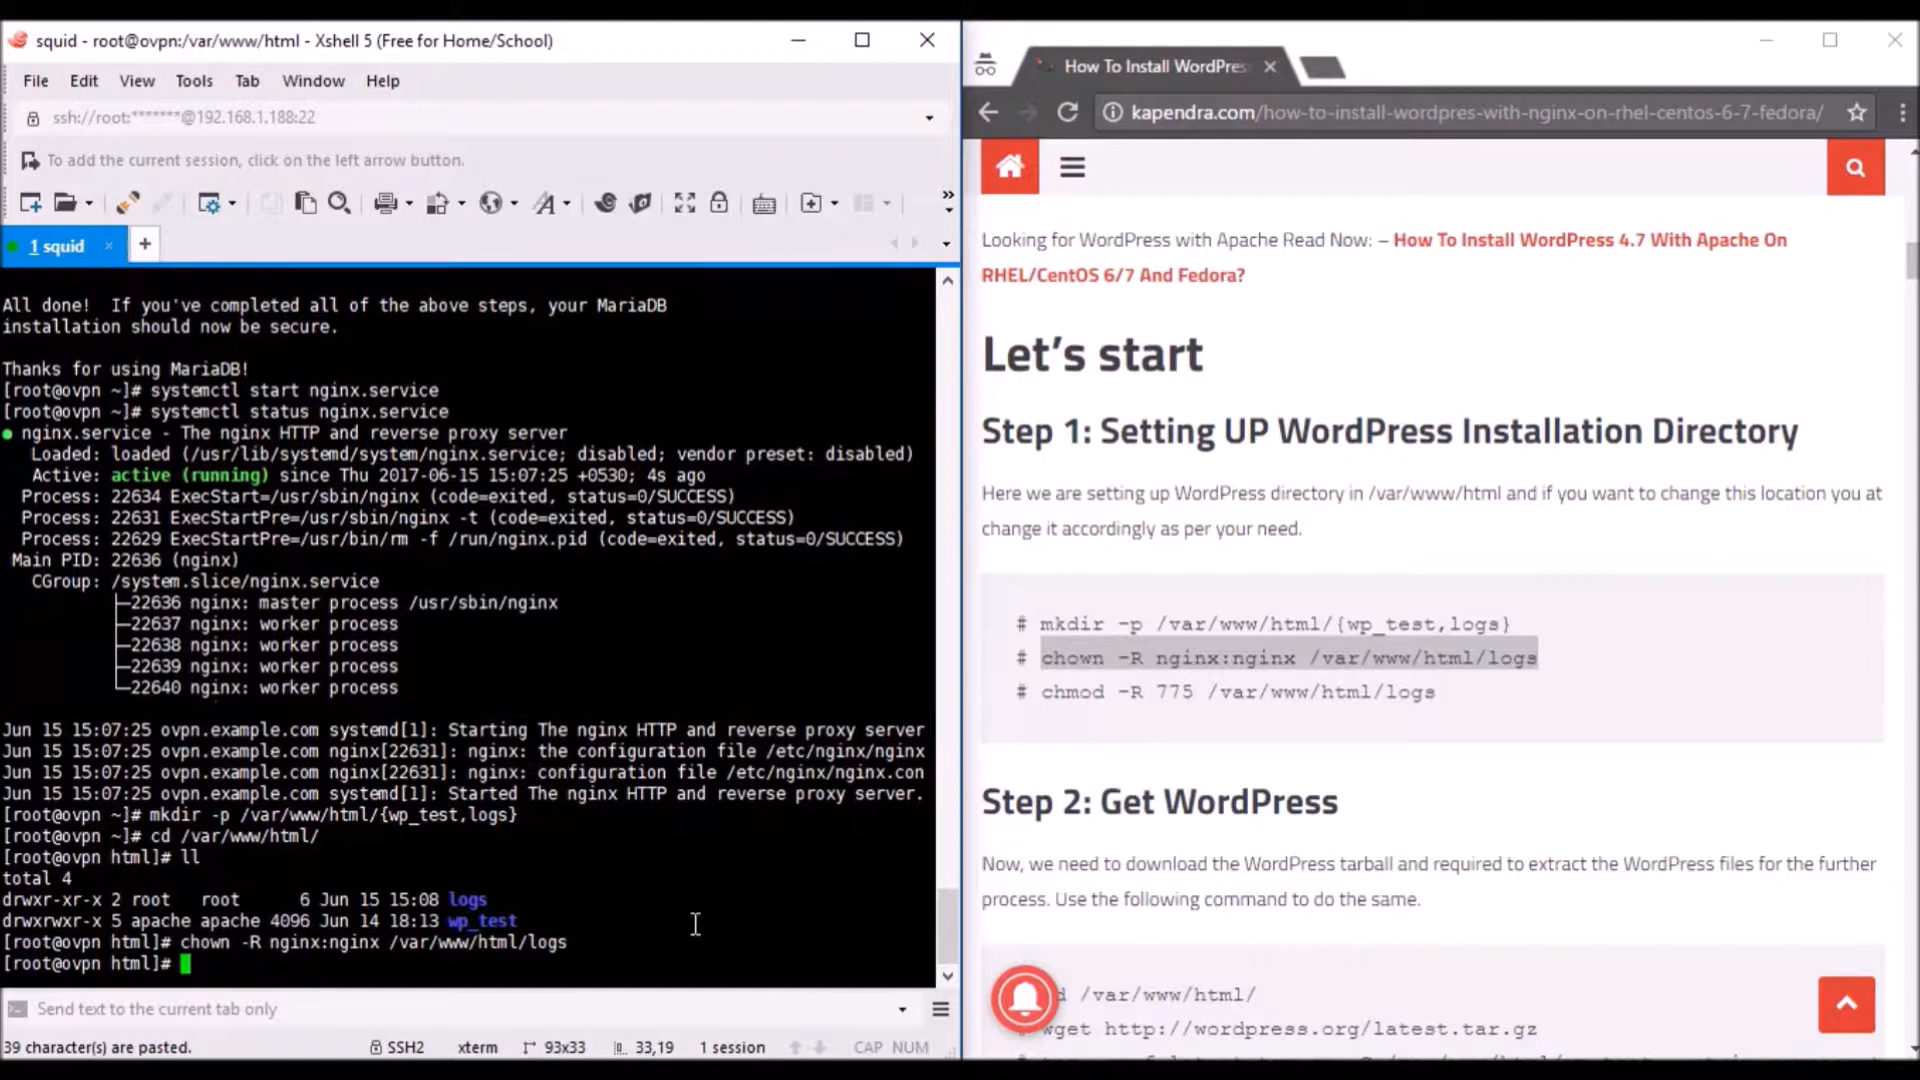 squid - root@ovpn:/var/www/html - Xshell 5 (Free for Home/School)
File Edit View Tools Tab Window Help
ssh://root:*******@192.168.1.188:22
To add the current session, click on the left arrow button.
1 squid
All done!  If you've completed all of the above steps, your MariaDB
installation should now be secure.
Thanks for using MariaDB!
[root@ovpn ~]# systemctl start nginx.service
[root@ovpn ~]# systemctl status nginx.service
● nginx.service - The nginx HTTP and reverse proxy server
Loaded: loaded (/usr/lib/systemd/system/nginx.service; disabled; vendor preset: disabled)
Active: active (running) since Thu 2017-06-15 15:07:25 +0530; 4s ago
Process: 22634 ExecStart=/usr/sbin/nginx (code=exited, status=0/SUCCESS)
Process: 22631 ExecStartPre=/usr/sbin/nginx -t (code=exited, status=0/SUCCESS)
Process: 22629 ExecStartPre=/usr/bin/rm -f /run/nginx.pid (code=exited, status=0/SUCCESS)
Main PID: 22636 (nginx)
CGroup: /system.slice/nginx.service
├─22636 nginx: master process /usr/sbin/nginx
├─22637 nginx: worker process
├─22638 nginx: worker process
├─22639 nginx: worker process
└─22640 nginx: worker process
Jun 15 15:07:25 ovpn.example.com systemd[1]: Starting The nginx HTTP and reverse proxy server
Jun 15 15:07:25 ovpn.example.com nginx[22631]: nginx: the configuration file /etc/nginx/nginx
Jun 15 15:07:25 ovpn.example.com nginx[22631]: nginx: configuration file /etc/nginx/nginx.con
Jun 15 15:07:25 ovpn.example.com systemd[1]: Started The nginx HTTP and reverse proxy server.
[root@ovpn ~]# mkdir -p /var/www/html/{wp_test,logs}
[root@ovpn ~]# cd /var/www/html/
[root@ovpn html]# ll
total 4
drwxr-xr-x 2 root   root      6 Jun 15 15:08 logs
drwxrwxr-x 5 apache apache 4096 Jun 14 18:13 wp_test
[root@ovpn html]# chown -R nginx:nginx /var/www/html/logs
[root@ovpn html]#
Send text to the current tab only
39 character(s) are pasted. SSH2 xterm 93x33 33,19 1 session CAP NUM
How To Install WordPres
kapendra.com/how-to-install-wordpres-with-nginx-on-rhel-centos-6-7-fedora/
Looking for WordPress with Apache Read Now: – How To Install WordPress 4.7 With Apache On
RHEL/CentOS 6/7 And Fedora?
Let’s start
Step 1: Setting UP WordPress Installation Directory
Here we are setting up WordPress directory in /var/www/html and if you want to change this location you at
change it accordingly as per your need.
# mkdir -p /var/www/html/{wp_test,logs}
# chown -R nginx:nginx /var/www/html/logs
# chmod -R 775 /var/www/html/logs
Step 2: Get WordPress
Now, we need to download the WordPress tarball and required to extract the WordPress files for the further
process. Use the following command to do the same.
d /var/www/html/
wget http://wordpress.org/latest.tar.gz